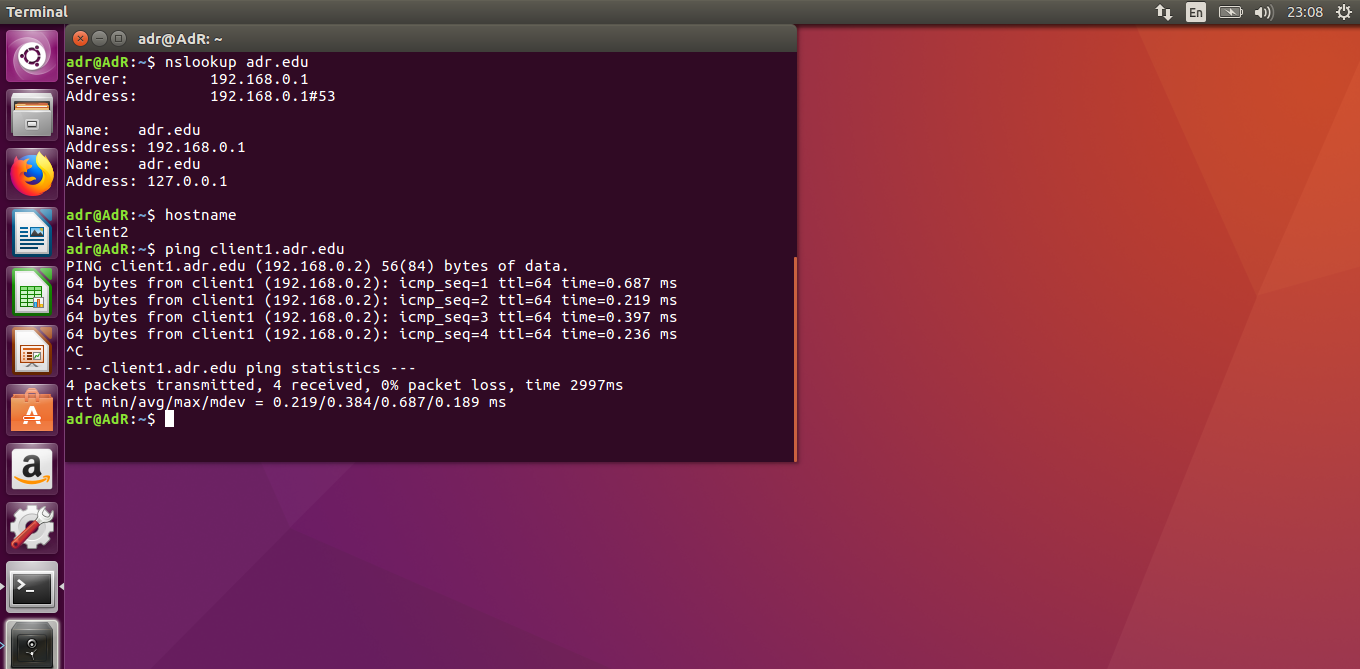 Terminal
En
23:08
adr@AdR: ~
adr@AdR:~$ nslookup adr.edu
Server:         192.168.0.1
Address:        192.168.0.1#53
Name:   adr.edu
Address: 192.168.0.1
Name:   adr.edu
Address: 127.0.0.1
adr@AdR:~$ hostname
client2
adr@AdR:~$ ping client1.adr.edu
PING client1.adr.edu (192.168.0.2) 56(84) bytes of data.
64 bytes from client1 (192.168.0.2): icmp_seq=1 ttl=64 time=0.687 ms
64 bytes from client1 (192.168.0.2): icmp_seq=2 ttl=64 time=0.219 ms
64 bytes from client1 (192.168.0.2): icmp_seq=3 ttl=64 time=0.397 ms
64 bytes from client1 (192.168.0.2): icmp_seq=4 ttl=64 time=0.236 ms
^C
--- client1.adr.edu ping statistics ---
4 packets transmitted, 4 received, 0% packet loss, time 2997ms
rtt min/avg/max/mdev = 0.219/0.384/0.687/0.189 ms
adr@AdR:~$